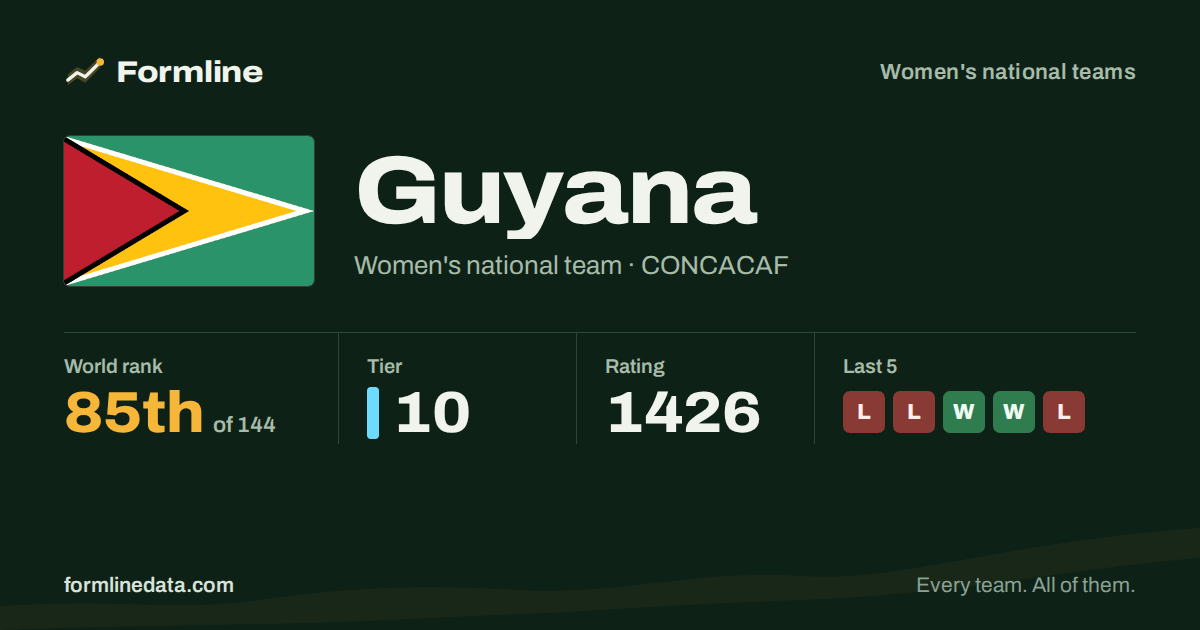 Formline
Women's national teams
Guyana
Women's national team · CONCACAF
World rank
85th of 144
Tier
10
Rating
1426
Last 5
L L W W L
formlinedata.com
Every team. All of them.